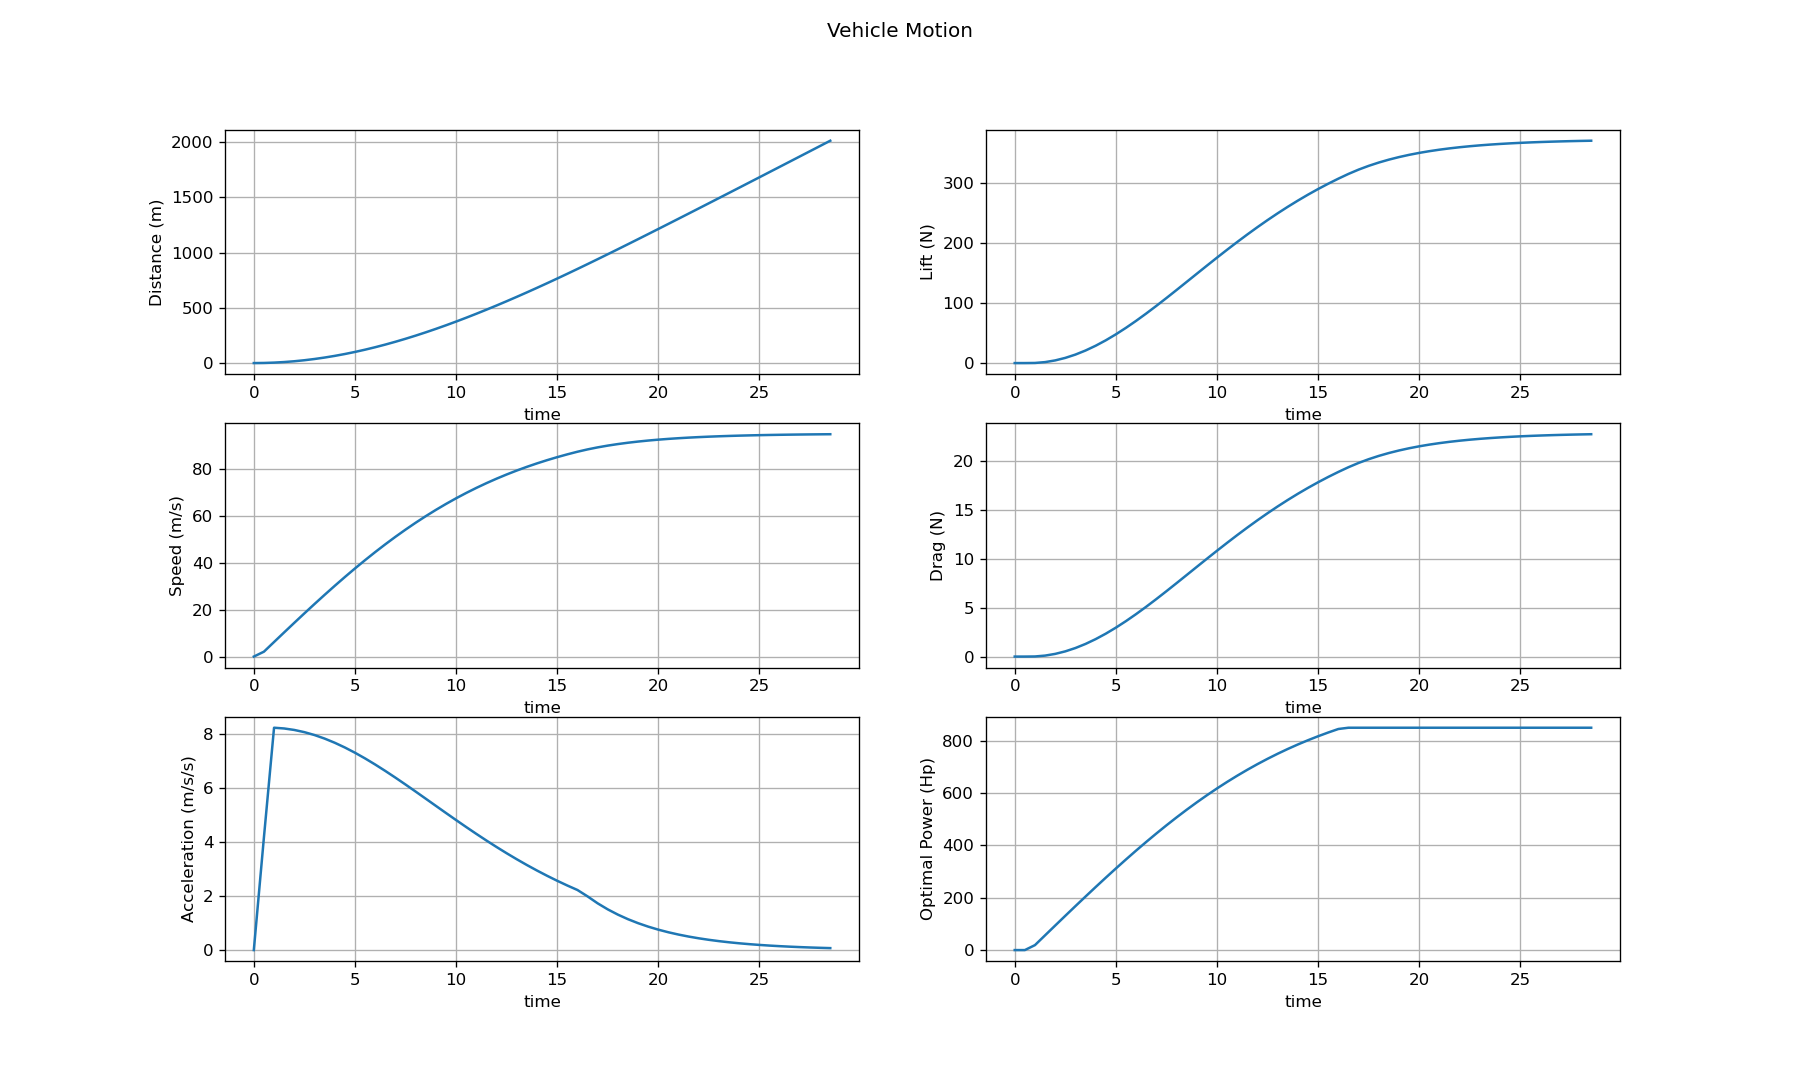 Vehicle Motion
2000
1500
1000
500
0
Distance (m)
0 5 10 15 20 25
time
300
200
100
0
Lift (N)
0 5 10 15 20 25
time
80
60
40
20
0
Speed (m/s)
0 5 10 15 20 25
time
20
15
10
5
0
Drag (N)
0 5 10 15 20 25
time
8
6
4
2
0
Acceleration (m/s/s)
0 5 10 15 20 25
time
800
600
400
200
0
Optimal Power (Hp)
0 5 10 15 20 25
time